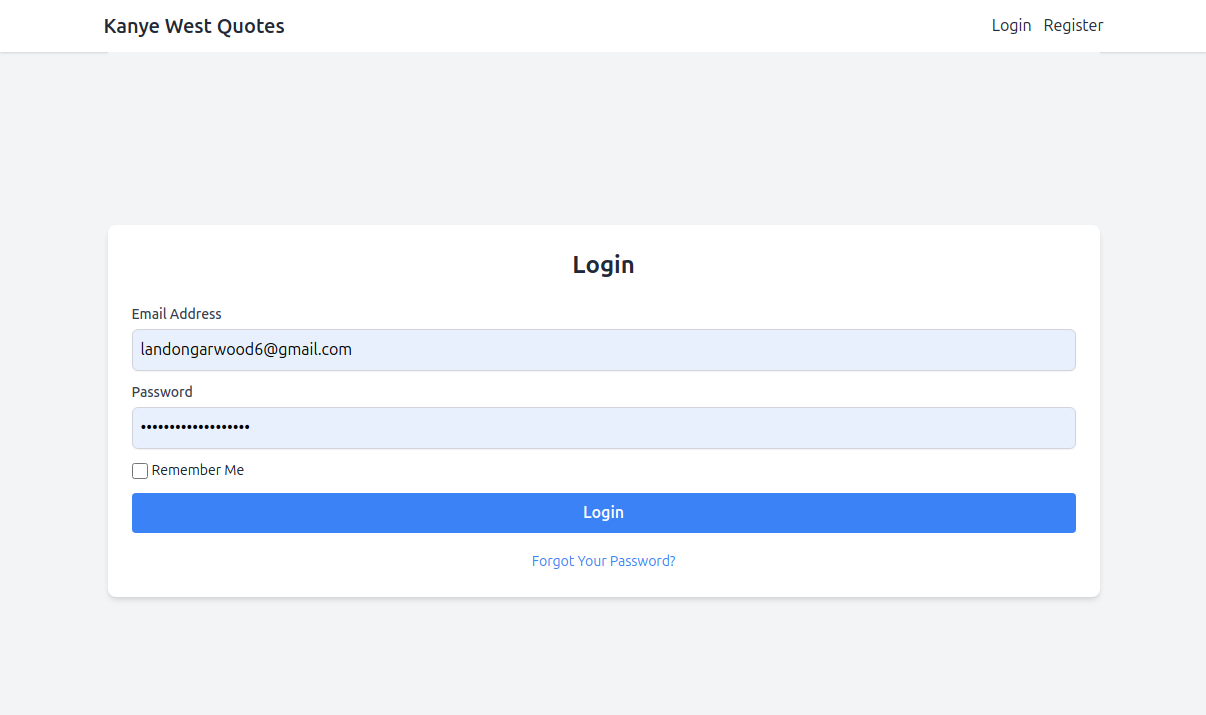 Kanye West Quotes
Login Register
Login
Email Address
landongarwood6@gmail.com
Password
•••••••••••••••••••
Remember Me
Login
Forgot Your Password?